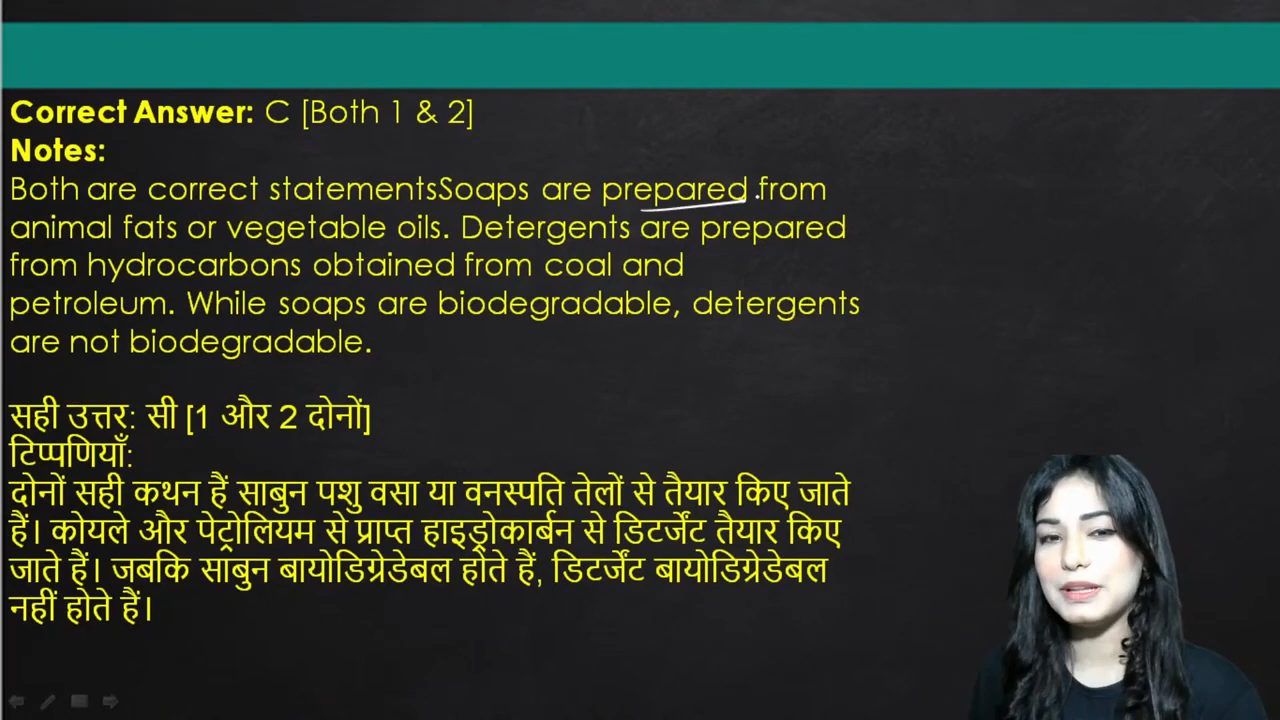 Correct Answer: C [Both 1 & 2]
Notes:
Both are correct statementsSoaps are prepared from
animal fats or vegetable oils. Detergents are prepared
from hydrocarbons obtained from coal and
petroleum. While soaps are biodegradable, detergents
are not biodegradable.
सही उत्तर: सी [1 और 2 दोनों]
टिप्पणियाँ:
दोनों सही कथन हैं साबुन पशु वसा या वनस्पति तेलों से तैयार किए जाते
हैं। कोयले और पेट्रोलियम से प्राप्त हाइड्रोकार्बन से डिटर्जेंट तैयार किए
जाते हैं। जबकि साबुन बायोडिग्रेडेबल होते हैं, डिटर्जेंट बायोडिग्रेडेबल
नहीं होते हैं।